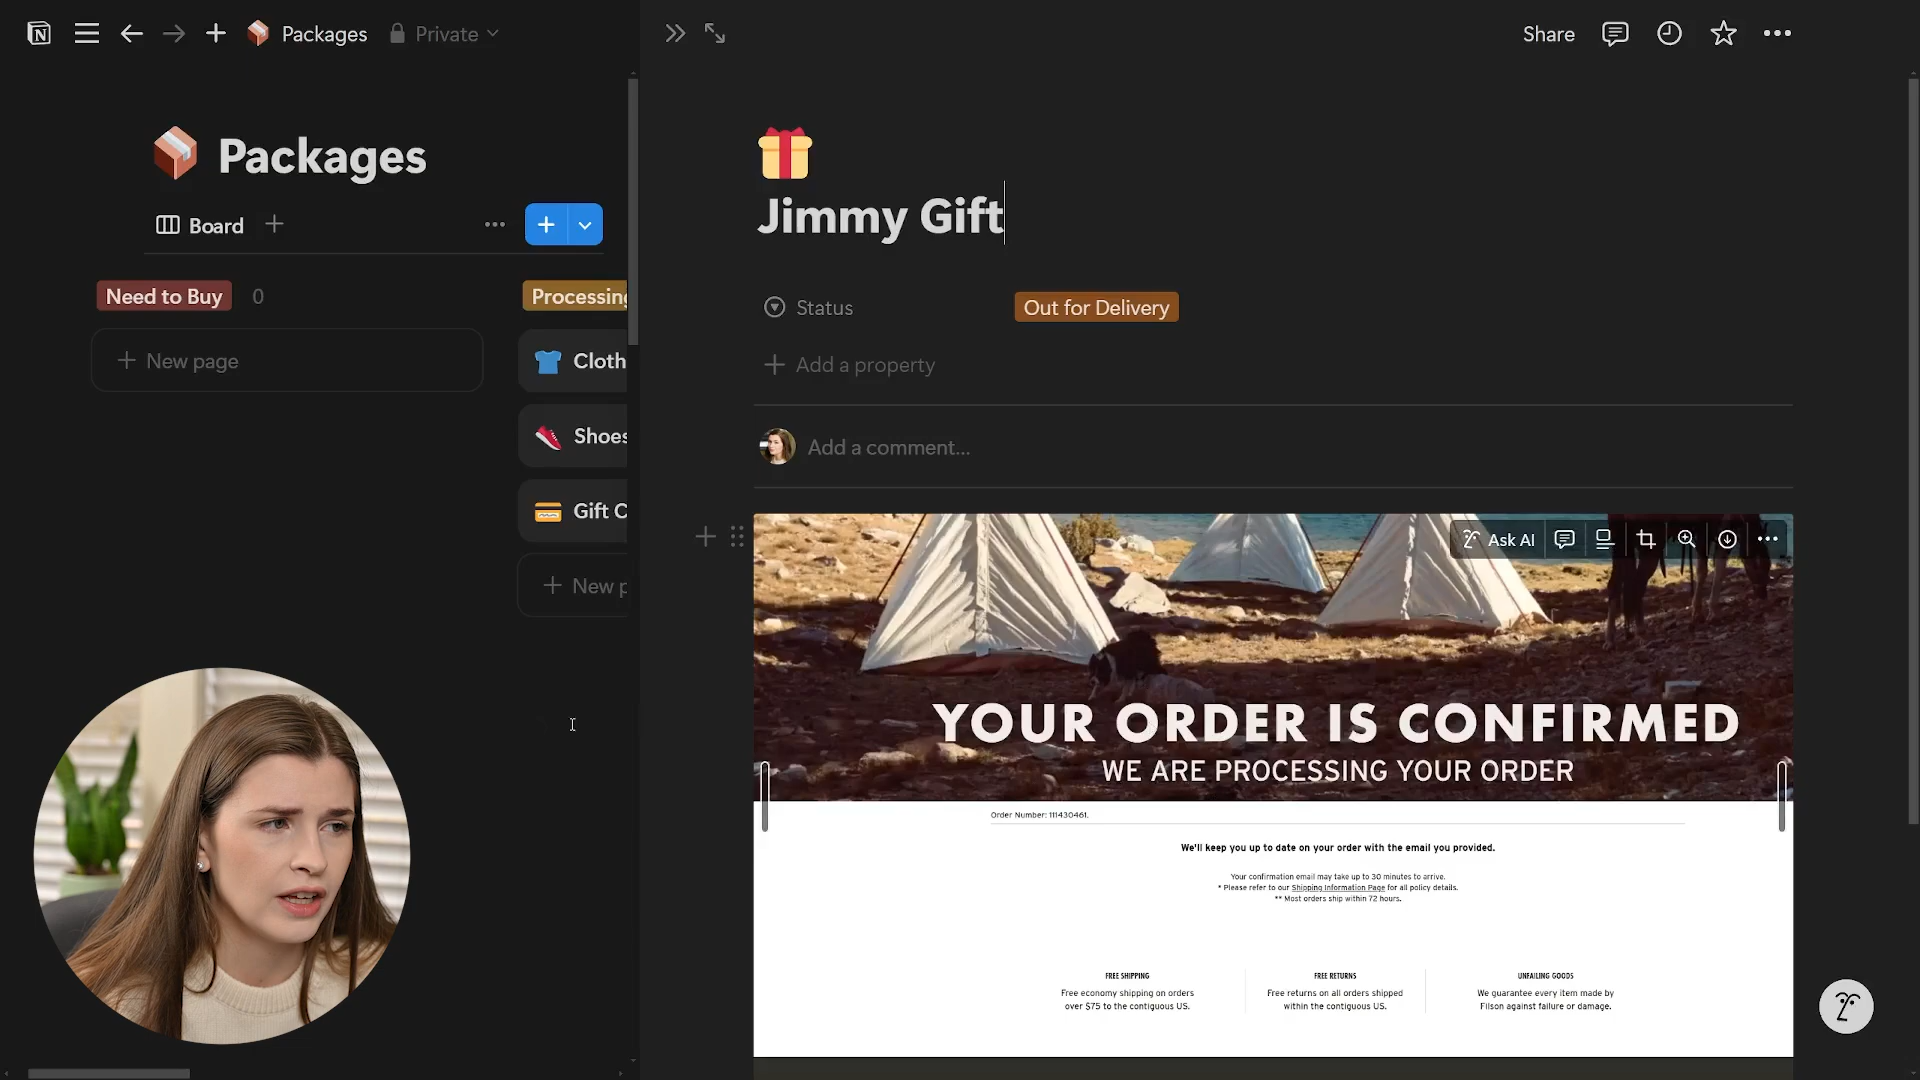 Packages
Private
Share
Packages
Board
Need to Buy 0
New page
Processing
Cloth
Shoes
Gift C
New p
Jimmy Gift
Status
Out for Delivery
Add a property
Add a comment...
Ask AI
YOUR ORDER IS CONFIRMED
WE ARE PROCESSING YOUR ORDER
Order Number: 111430461.
We'll keep you up to date on your order with the email you provided.
Your confirmation email may take up to 30 minutes to arrive.
* Please refer to our Shipping Information Page for all policy details.
** Most orders ship within 72 hours.
FREE SHIPPING
Free economy shipping on orders
over $75 to the contiguous US.
FREE RETURNS
Free returns on all orders shipped
within the contiguous US.
UNFAILING GOODS
We guarantee every item made by
Filson against failure or damage.